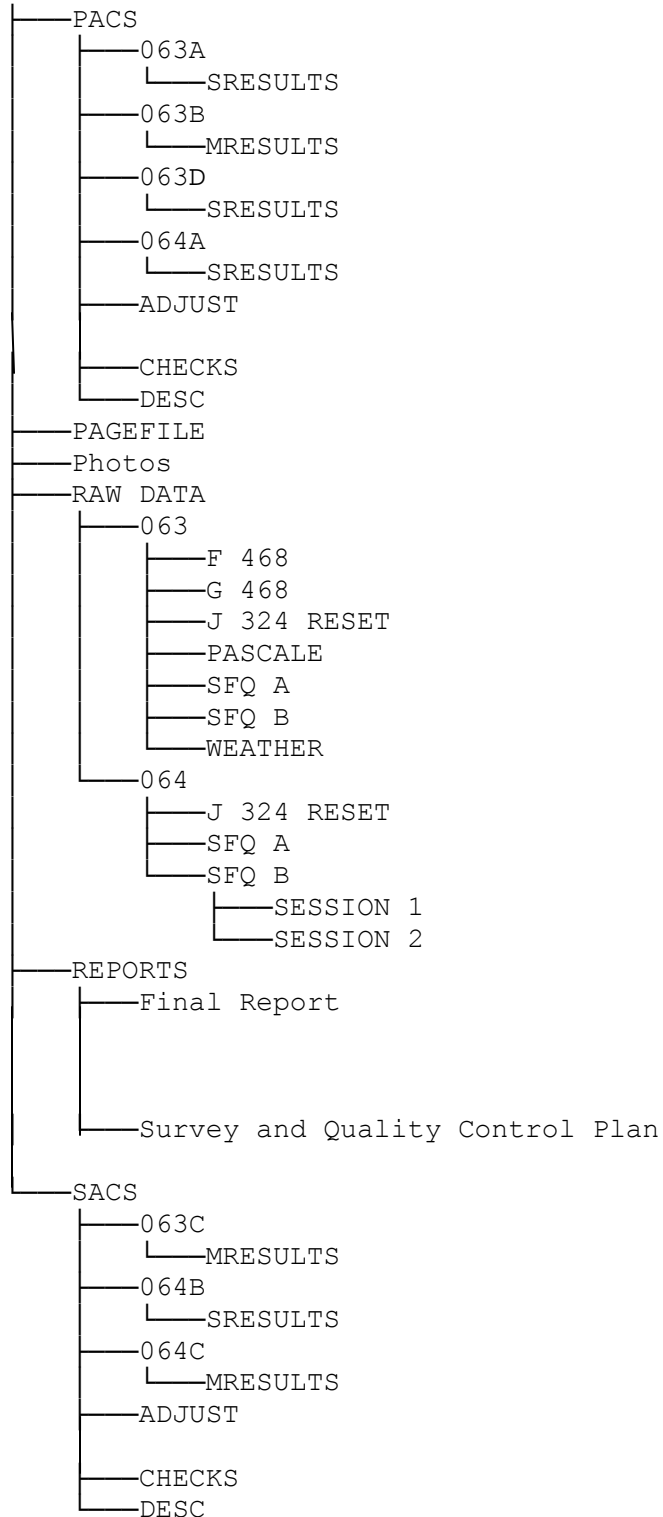 PACS
063A
SRESULTS
063B
MRESULTS
063D
SRESULTS
064A
SRESULTS
ADJUST
CHECKS
DESC
PAGEFILE
Photos
RAW DATA
063
F 468
G 468
J 324 RESET
PASCALE
SFQ A
SFQ B
WEATHER
064
J 324 RESET
SFQ A
SFQ B
SESSION 1
SESSION 2
REPORTS
Final Report
Survey and Quality Control Plan
SACS
063C
MRESULTS
064B
SRESULTS
064C
MRESULTS
ADJUST
CHECKS
DESC